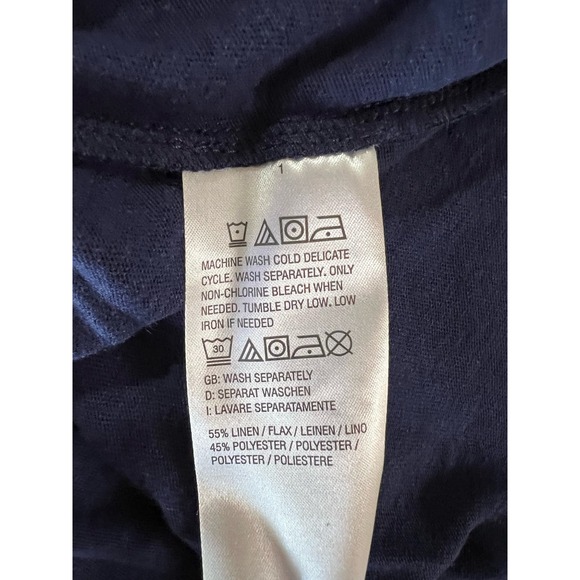 1
MACHINE WASH COLD DELICATE
CYCLE. WASH SEPARATELY. ONLY
NON-CHLORINE BLEACH WHEN
NEEDED. TUMBLE DRY LOW. LOW
IRON IF NEEDED
30
GB: WASH SEPARATELY
D: SEPARAT WASCHEN
I: LAVARE SEPARATAMENTE
55% LINEN / FLAX / LEINEN / LINO
45% POLYESTER / POLYESTER /
POLYESTER / POLIESTERE